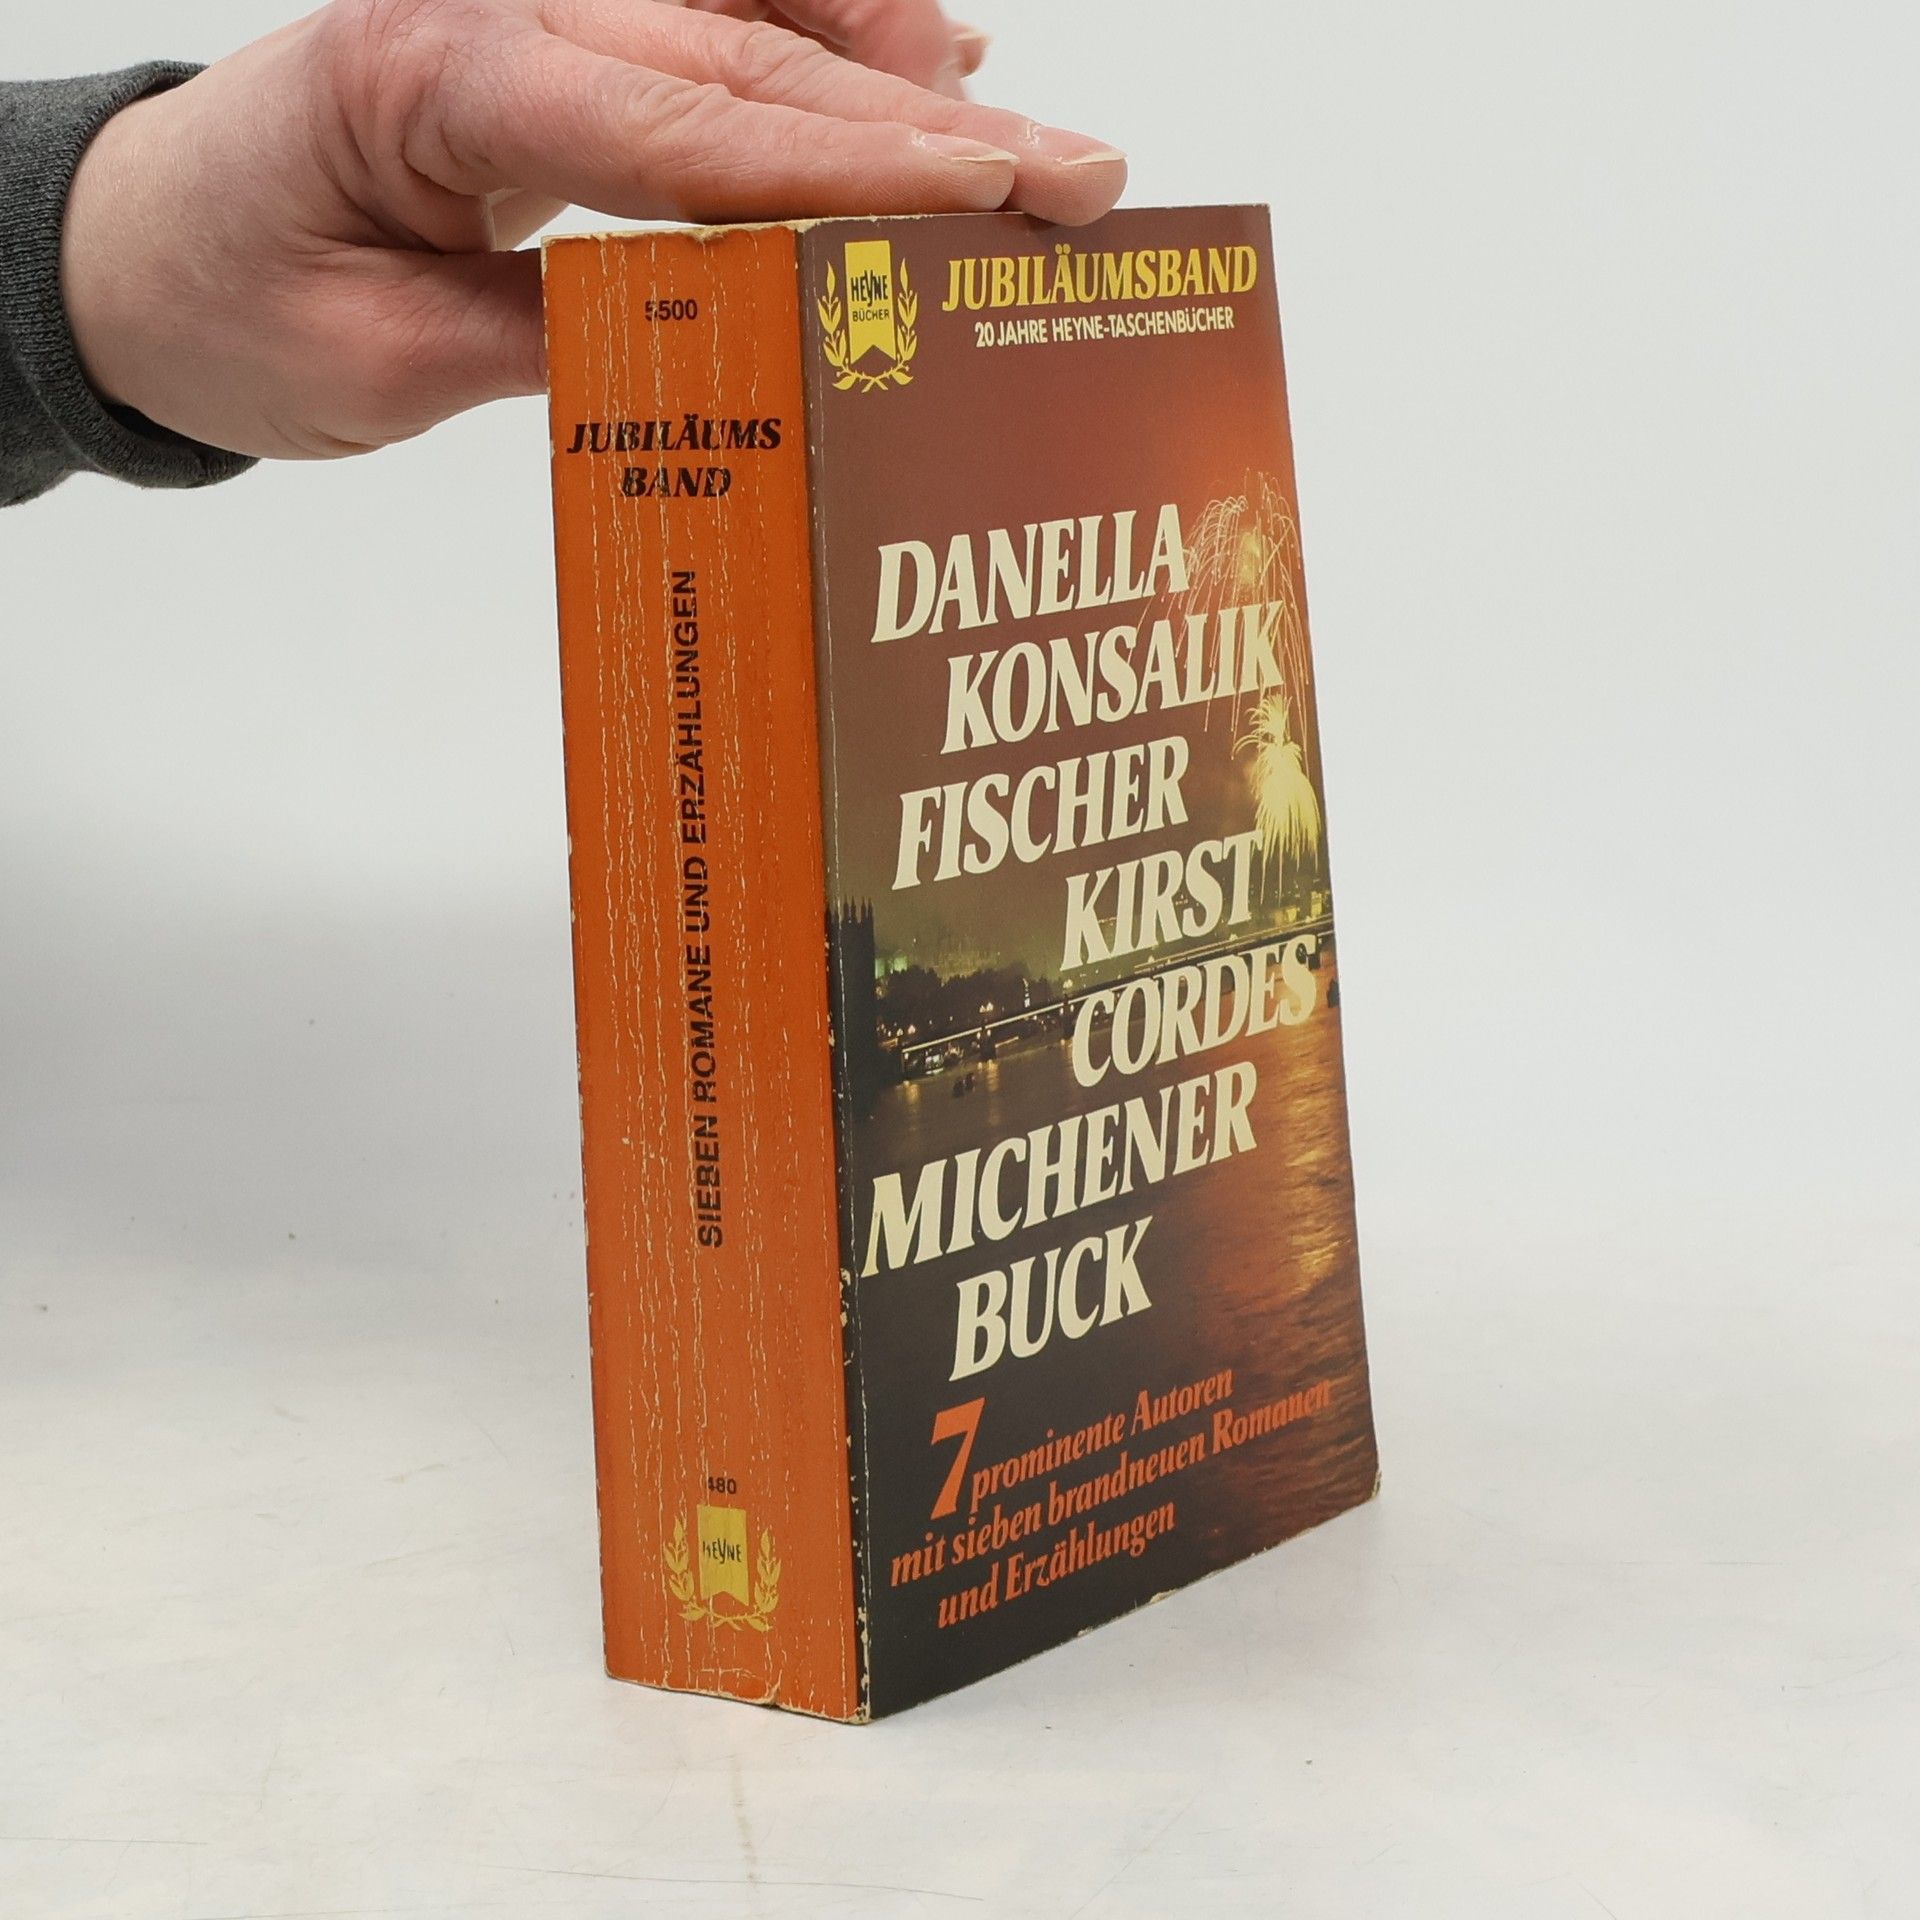 5500
JUBILÄUMS
BAND
SIEBEN ROMANE UND ERZÄHLUNGEN
480
HEYNE
HEYNE
BÜCHER
JUBILÄUMSBAND
20 JAHRE HEYNE-TASCHENBÜCHER
DANELLA
KONSALIK
FISCHER
KIRST
CORDES
MICHENER
BUCK
7 prominente Autoren
mit sieben brandneuen Romanen
und Erzählungen